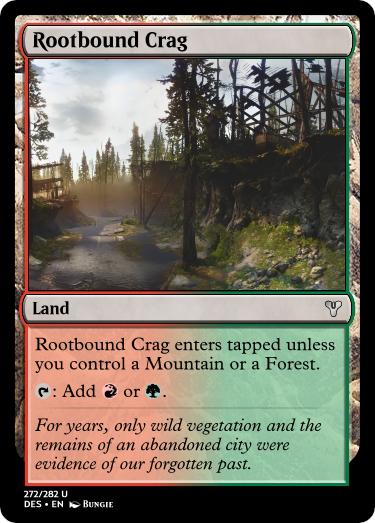 Rootbound Crag
Land
Rootbound Crag enters tapped unless
you control a Mountain or a Forest.
: Add or .
For years, only wild vegetation and the
remains of an abandoned city were
evidence of our forgotten past.
272/282 U
DES • EN Bungie